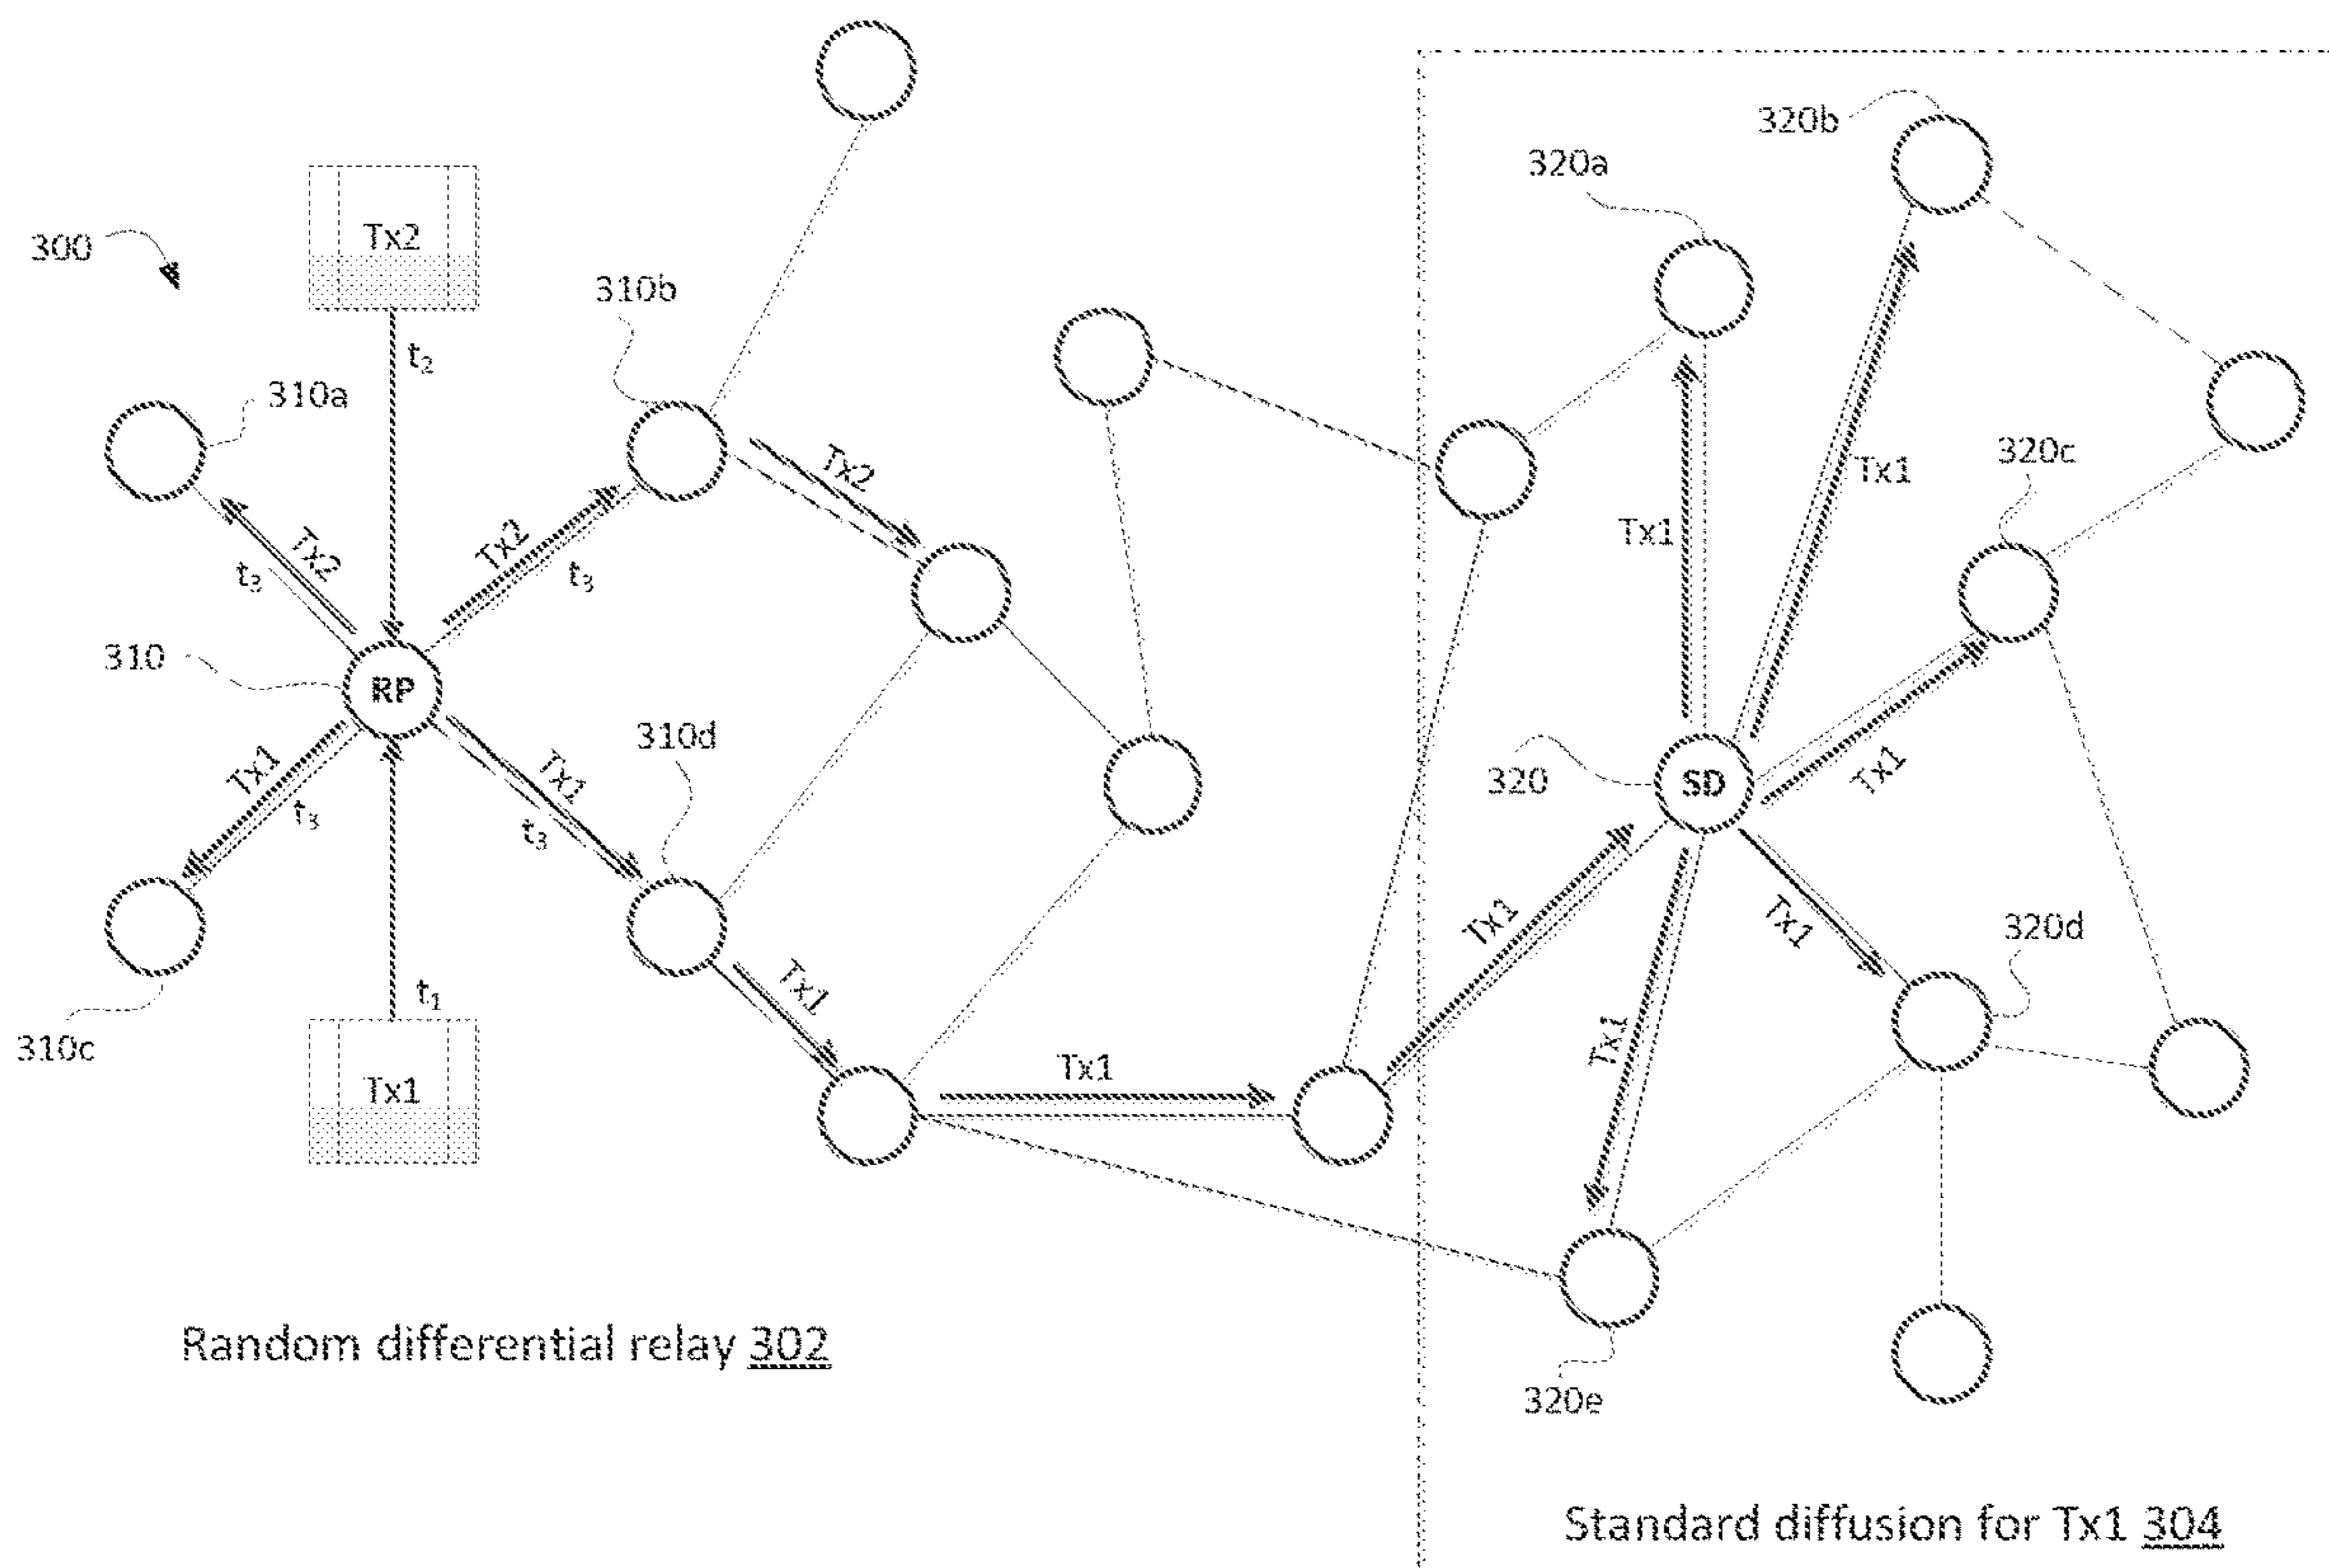 320b
320a
Tx2
300
310b
t₂
310a
320c
Tx2
Tx1
Tx1
Tx2
Tx2
t₃
t₃
310
RP
310d
Tx1
Tx1
320
SD
Tx1
t₃
t₃
Tx1
Tx1
320d
Tx1
t₁
Tx1
310c
Tx1
Tx1
Tx1
Random differential relay 302
320e
Standard diffusion for Tx1 304